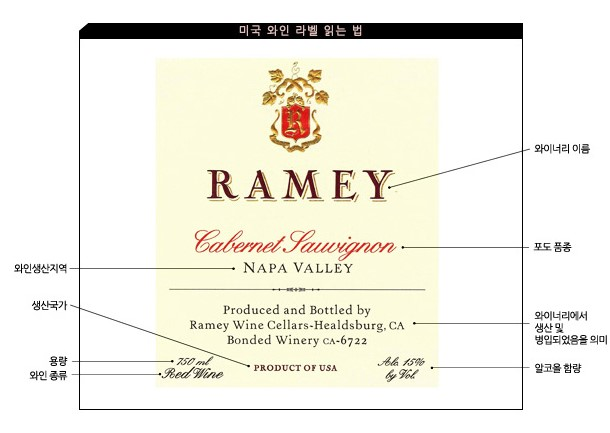 미국 와인 라벨 읽는 법
R
와이너리 이름
RAMEY
Cabernet Sauvignon
포도 품종
와인생산지역
NAPA VALLEY
생산국가
Produced and Bottled by
Ramey Wine Cellars-Healdsburg, CA
Bonded Winery CA-6722
와이너리에서
생산 및
병입되었음을 의미
용량
750 ml
Alc. 15%
알코올 함량
와인 종류
Red Wine
PRODUCT OF USA
by Vol.